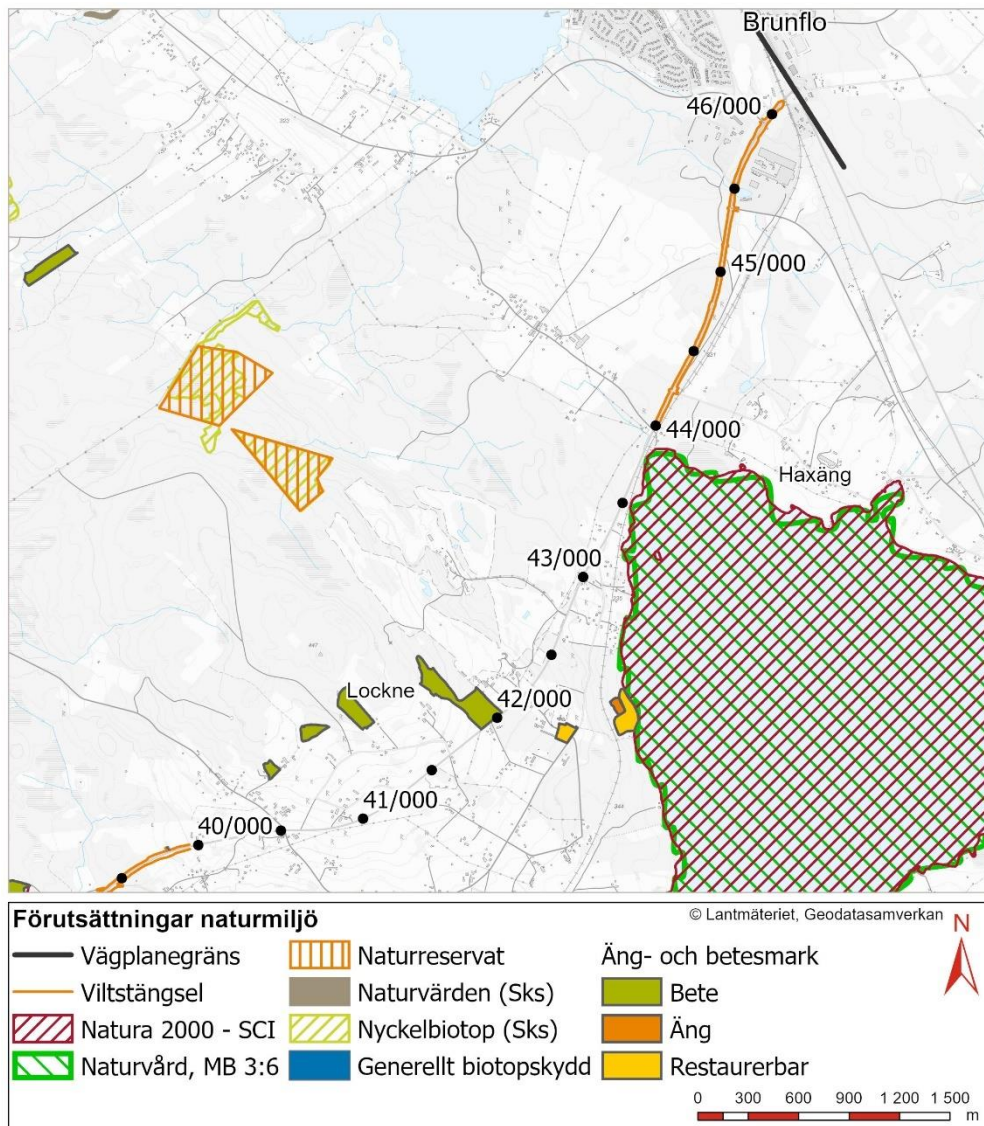 Brunflo
46/000
45/000
44/000
Haxäng
43/000
Lockne
42/000
41/000
40/000
Förutsättningar naturmiljö
© Lantmäteriet, Geodatasamverkan
N
Vägplanegräns
Naturreservat
Äng- och betesmark
Viltstängsel
Naturvärden (Sks)
Bete
Natura 2000 - SCI
Nyckelbiotop (Sks)
Äng
Naturvård, MB 3:6
Generellt biotopskydd
Restaurerbar
0 300 600 900 1 200 1 500
m